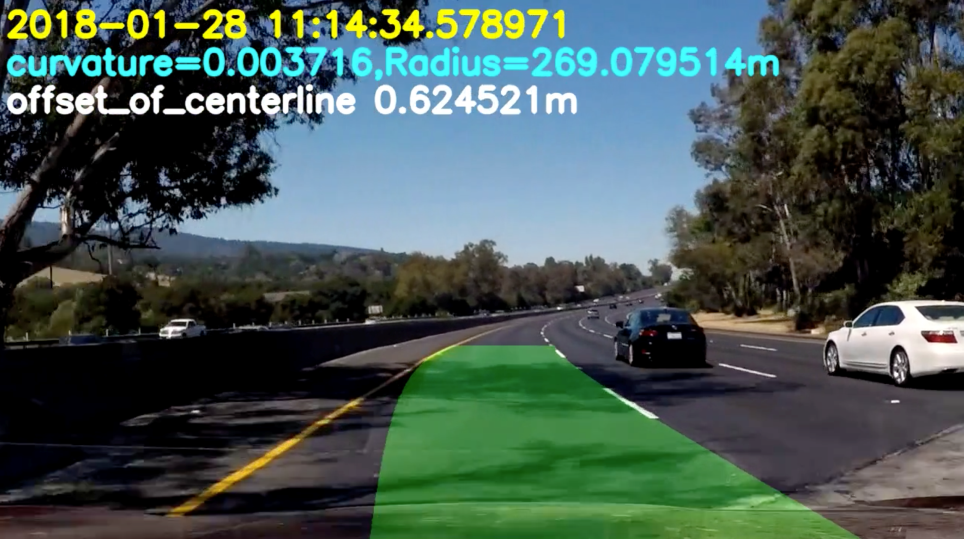 2018-01-28 11:14:34.578971
curvature=0.003716,Radius=269.079514m
offset_of_centerline 0.624521m